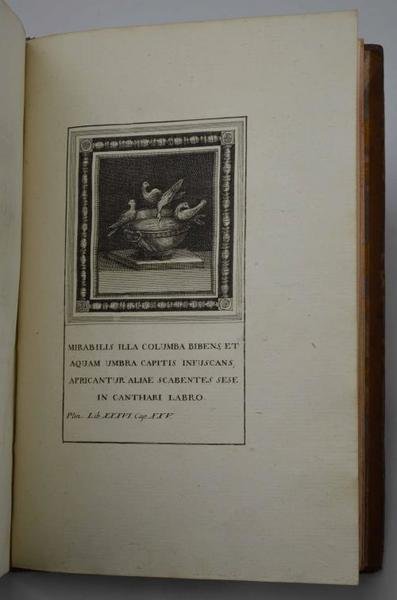 MIRABILIS ILLA COLUMBA BIBENS, ET
AQUAM UMBRA CAPITIS INFUSCANS,
APRICANTUR ALIAE SCABENTES SESE
IN CANTHARI LABRO.
Plin. Lib. XXXVI. Cap. XXV.